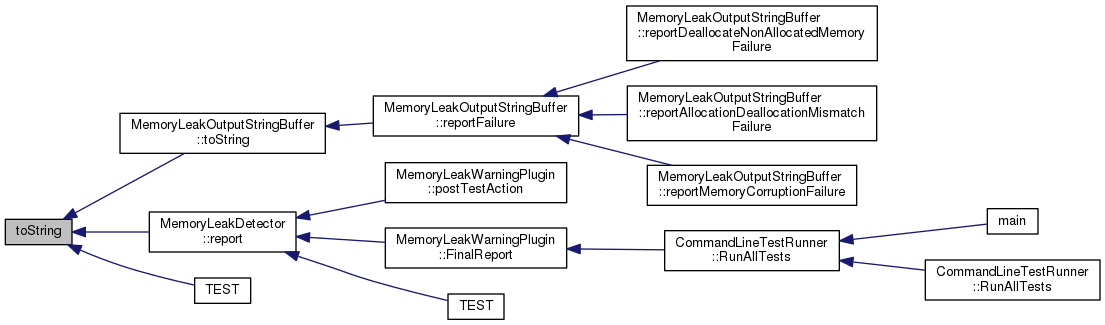 MemoryLeakOutputStringBuffer
::reportDeallocateNonAllocatedMemory
Failure
MemoryLeakOutputStringBuffer
::reportAllocationDeallocationMismatch
Failure
MemoryLeakOutputStringBuffer
::reportFailure
MemoryLeakOutputStringBuffer
::toString
MemoryLeakWarningPlugin
::postTestAction
MemoryLeakOutputStringBuffer
::reportMemoryCorruptionFailure
toString
MemoryLeakDetector
::report
MemoryLeakWarningPlugin
::FinalReport
CommandLineTestRunner
::RunAllTests
main
CommandLineTestRunner
::RunAllTests
TEST
TEST